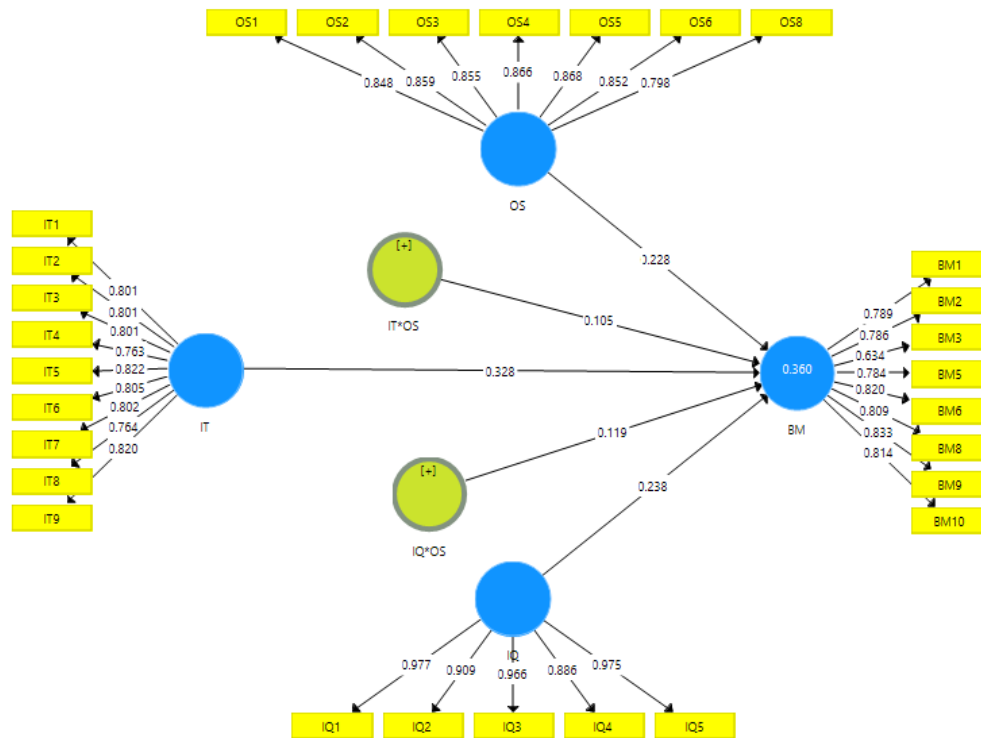 OS1
OS2
OS3
OS4
OS5
OS6
OS8
0.848
0.859
0.855
0.866
0.868
0.852
0.798
OS
0.228
[+]
IT*OS
0.105
IT1
IT2
IT3
IT4
IT5
IT6
IT7
IT8
IT9
0.801
0.801
0.801
0.763
0.822
0.805
0.802
0.764
0.820
IT
0.328
0.360
BM
0.789
0.786
0.634
0.784
0.820
0.809
0.833
0.814
BM1
BM2
BM3
BM5
BM6
BM8
BM9
BM10
[+]
IQ*OS
0.119
0.238
IQ
0.977
0.909
0.966
0.886
0.975
IQ1
IQ2
IQ3
IQ4
IQ5